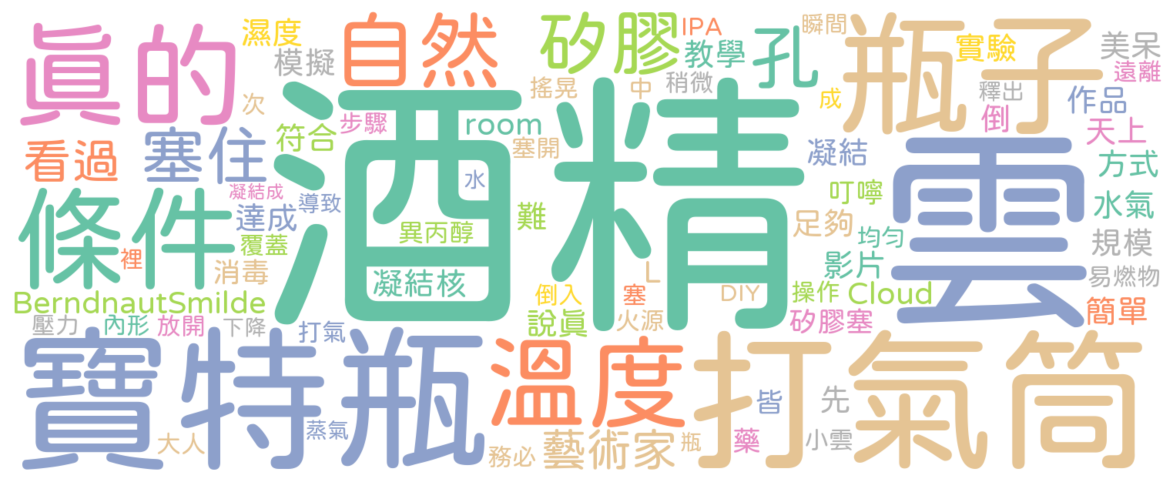 眞的
濕度
模擬
次
自然
矽膠
IPA
教學
孔
瞬間
瓶子
實驗
美呆
遠離
搖晃
中
稍微
成
釋出
倒
作品
天上
看過
塞住
符合
步驟
酒精
room
塞開
水
凝結
雲
方式
條件
凝結成
導致
達成
覆蓋
裡
消毒
異丙醇
難
凝結核
叮嚀
足夠
均勻
水氣
規模
影片
易燃物
BerndnautSmilde
L
倒入
塞
DIY
操作
Cloud
簡單
壓力
內形
放開
下降
打氣
說眞
火源
矽膠塞
寶特瓶
溫度
打氣筒
大人
蒸氣
務必
藝術家
瓶
藥
皆
先
小雲